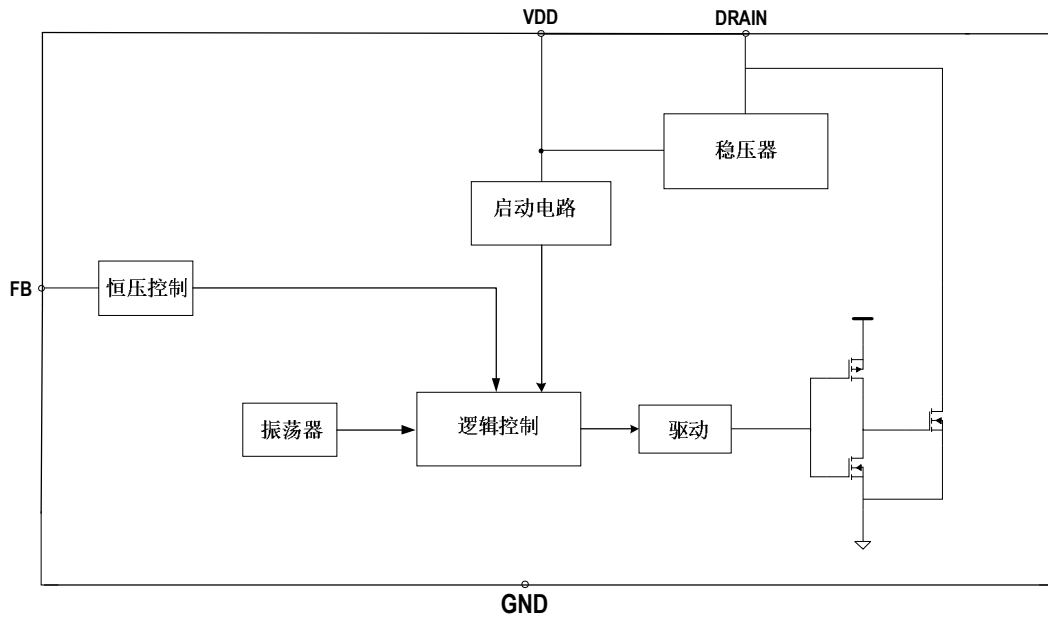 VDD
DRAIN
稳压器
启动电路
FB
恒压控制
振荡器
逻辑控制
驱动
GND